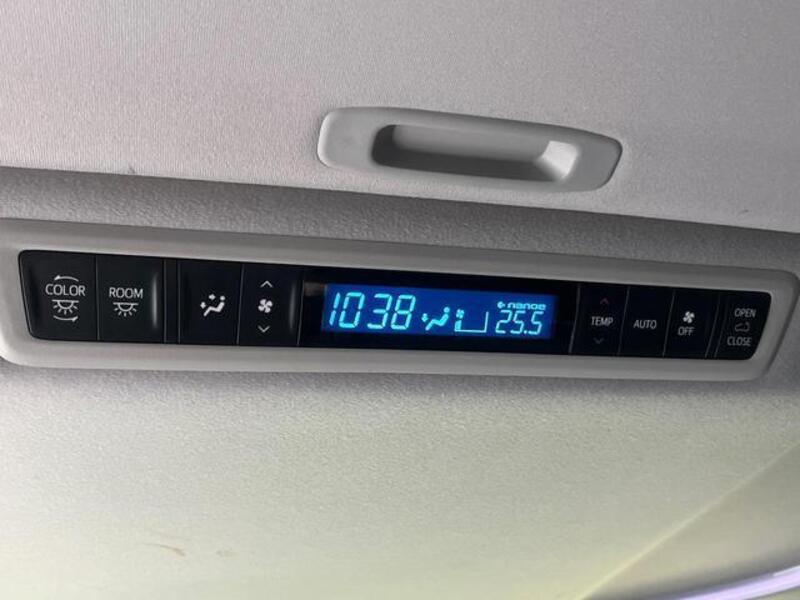 COLOR
ROOM
1038
nanoe
25.5
TEMP
AUTO
OFF
OPEN
CLOSE